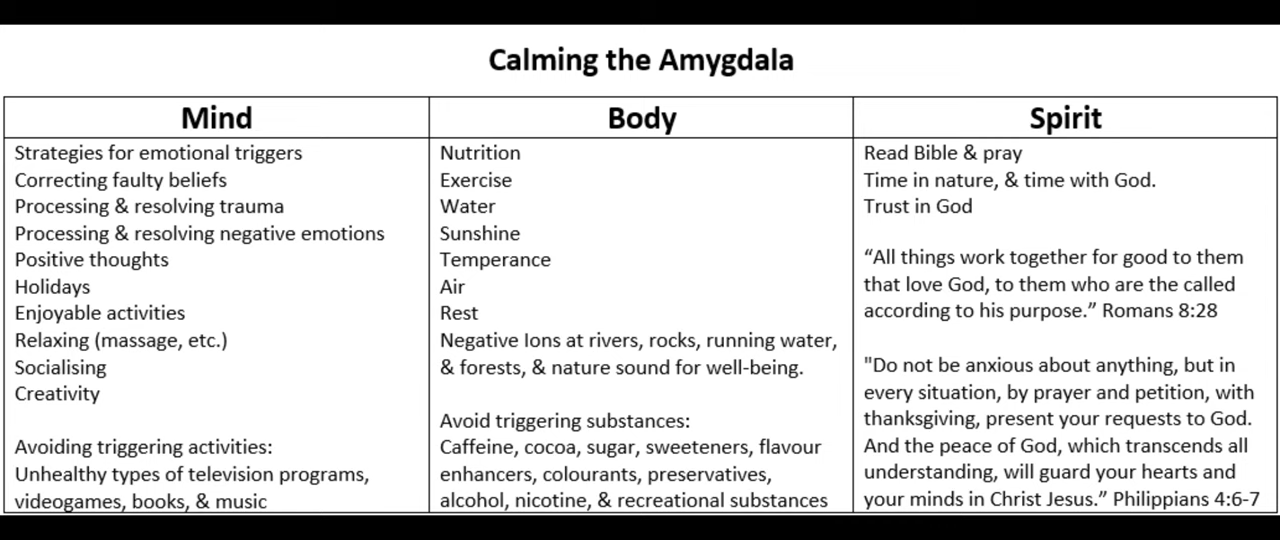 Calming the Amygdala
Mind
Strategies for emotional triggers
Correcting faulty beliefs
Processing & resolving trauma
Processing & resolving negative emotions
Positive thoughts
Holidays
Enjoyable activities
Relaxing (massage, etc.)
Socialising
Creativity
Avoiding triggering activities:
Unhealthy types of television programs,
videogames, books, & music
Body
Nutrition
Exercise
Water
Sunshine
Temperance
Air
Rest
Negative Ions at rivers, rocks, running water,
& forests, & nature sound for well-being.
Avoid triggering substances:
Caffeine, cocoa, sugar, sweeteners, flavour
enhancers, colourants, preservatives,
alcohol, nicotine, & recreational substances
Spirit
Read Bible & pray
Time in nature, & time with God.
Trust in God
“All things work together for good to them
that love God, to them who are the called
according to his purpose.” Romans 8:28
"Do not be anxious about anything, but in
every situation, by prayer and petition, with
thanksgiving, present your requests to God.
And the peace of God, which transcends all
understanding, will guard your hearts and
your minds in Christ Jesus.” Philippians 4:6-7